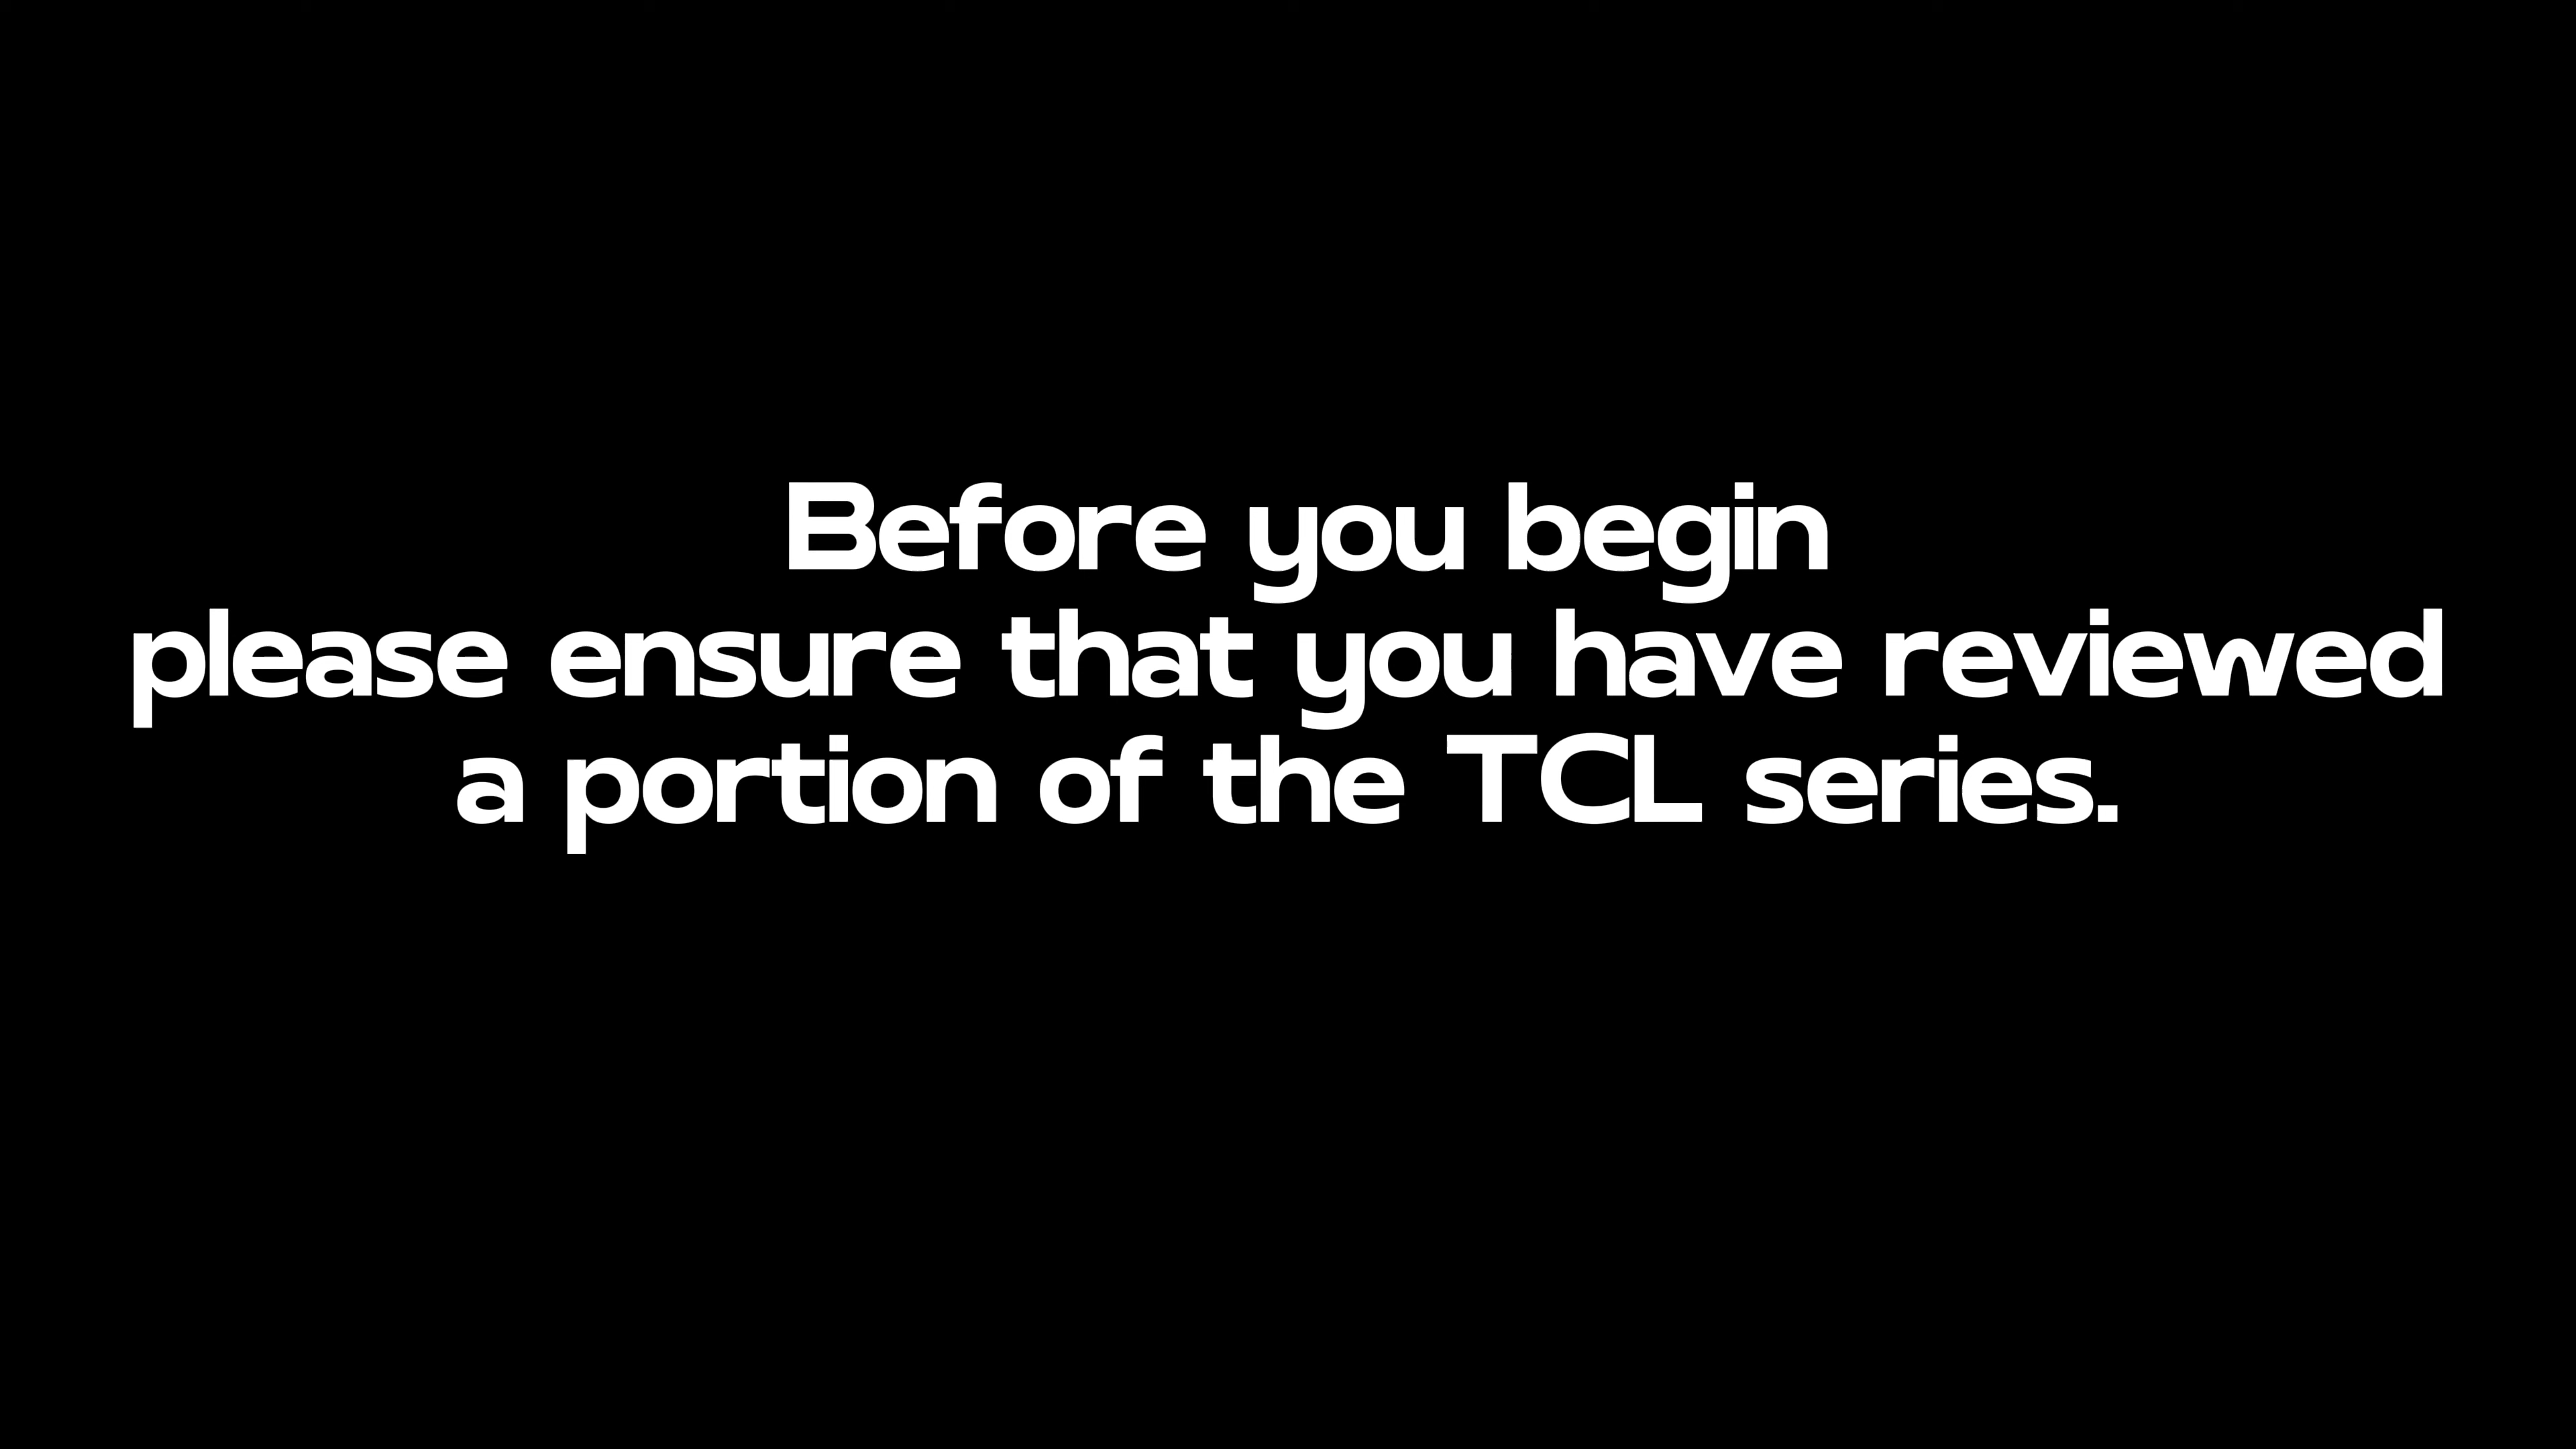 Before you begin
please ensure that you have reviewed
a portion of the TCL series.